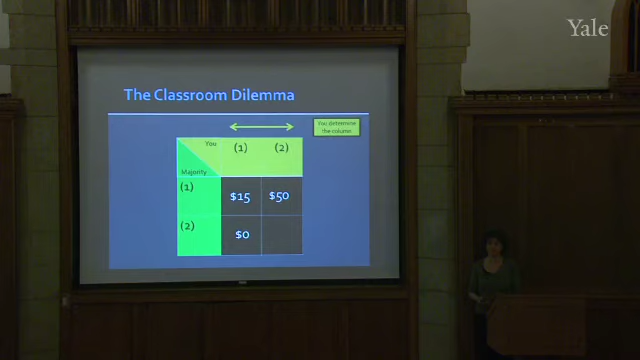 Yale
The Classroom Dilemma
You determine
the column
You
(1)
(2)
Majority
(1)
$15
$50
(2)
$0